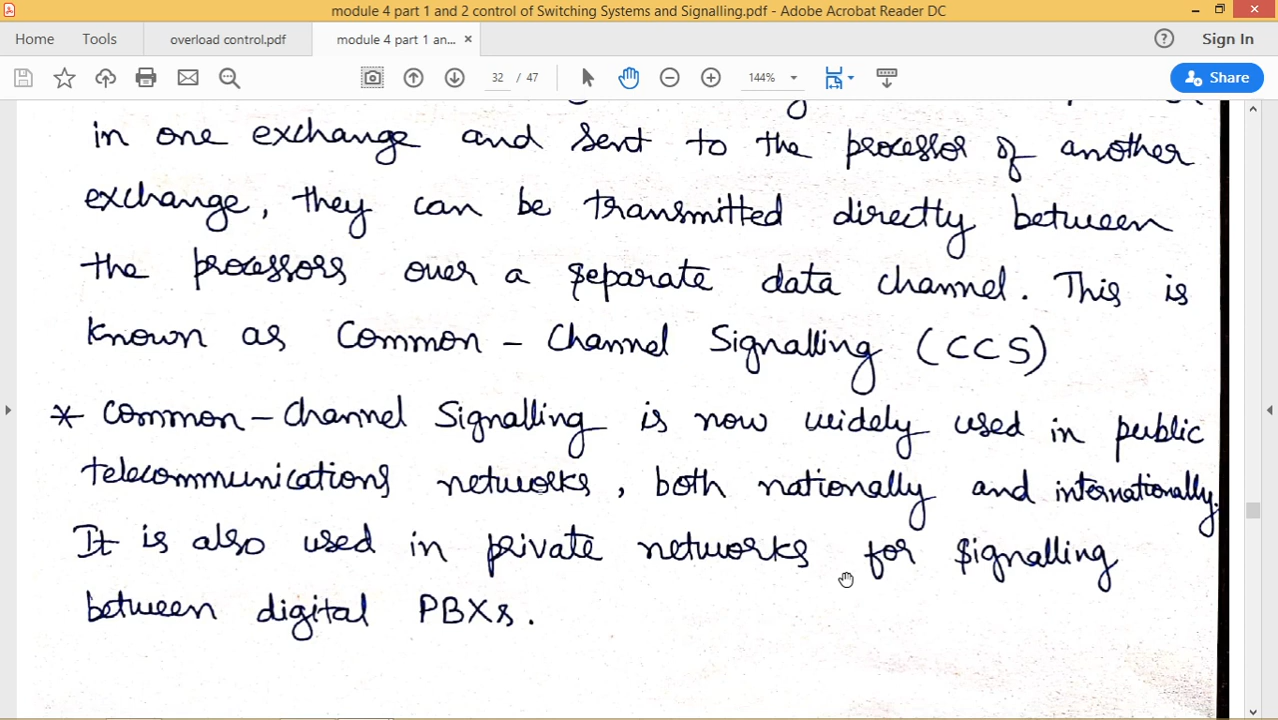 module 4 part 1 and 2 control of Switching Systems and Signalling.pdf - Adobe Acrobat Reader DC
Home Tools overload control.pdf module 4 part 1 an... × Sign In
32 / 47 144% Share
in one exchange and sent to the processor of another
exchange, they can be transmitted directly between
the processors over a separate data channel. This is
known as Common - Channel Signalling (CCS)
* Common - Channel Signalling is now widely used in public
telecommunications networks, both nationally and internationally.
It is also used in private networks for signalling
between digital PBXs.